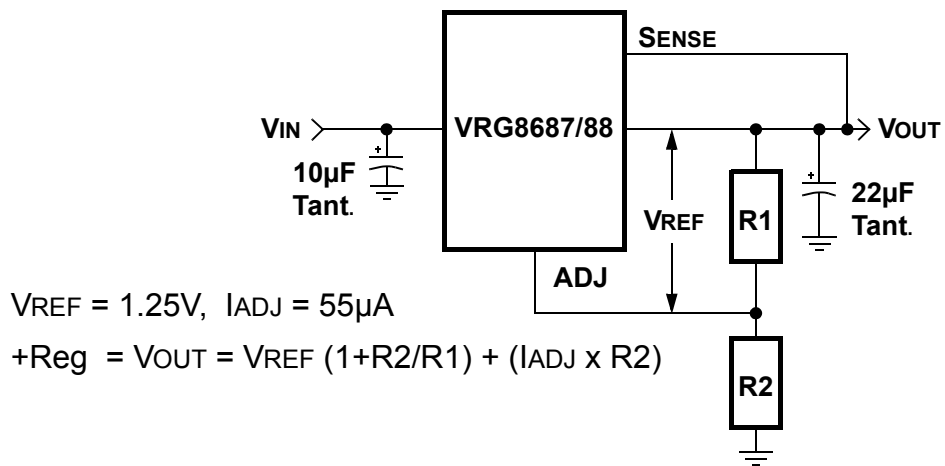 SENSE
VIN
VRG8687/88
VOUT
10µF
Tant.
VREF
R1
22µF
Tant.
ADJ
VREF = 1.25V, IADJ = 55µA
+Reg = VOUT = VREF (1+R2/R1) + (IADJ x R2)
R2